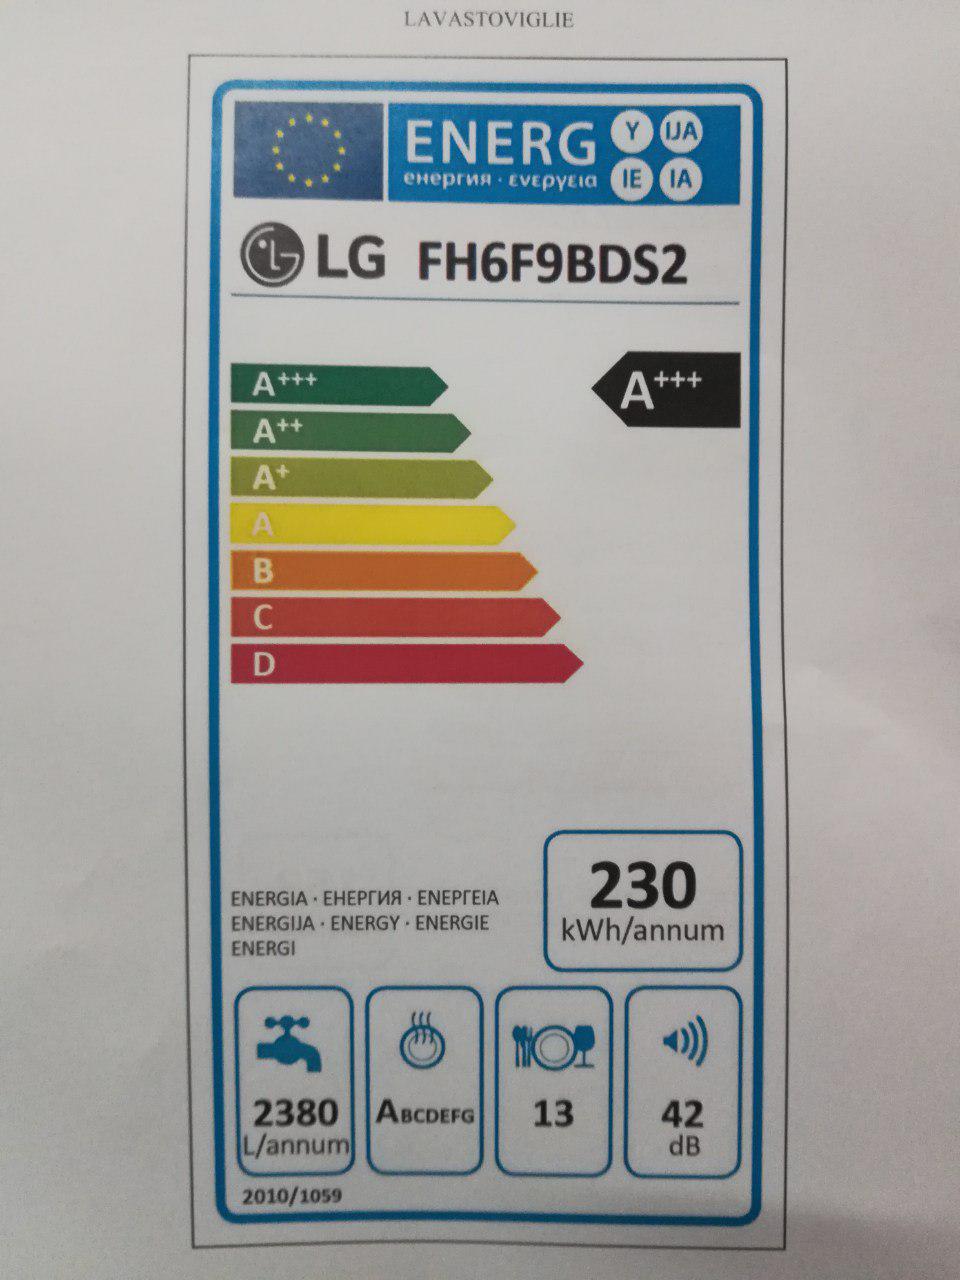 LAVASTOVIGLIE
ENERG Y IJA
енергия · ενεργεια IE IA
LG FH6F9BDS2
A+++ A+++
A++
A+
A
B
C
D
230
kWh/annum
ENERGIA · ЕНЕРГИЯ · ΕΝΕΡΓΕΙΑ
ENERGIJA · ENERGY · ENERGIE
ENERGI
2380
L/annum
ABCDEFG
13
42
dB
2010/1059